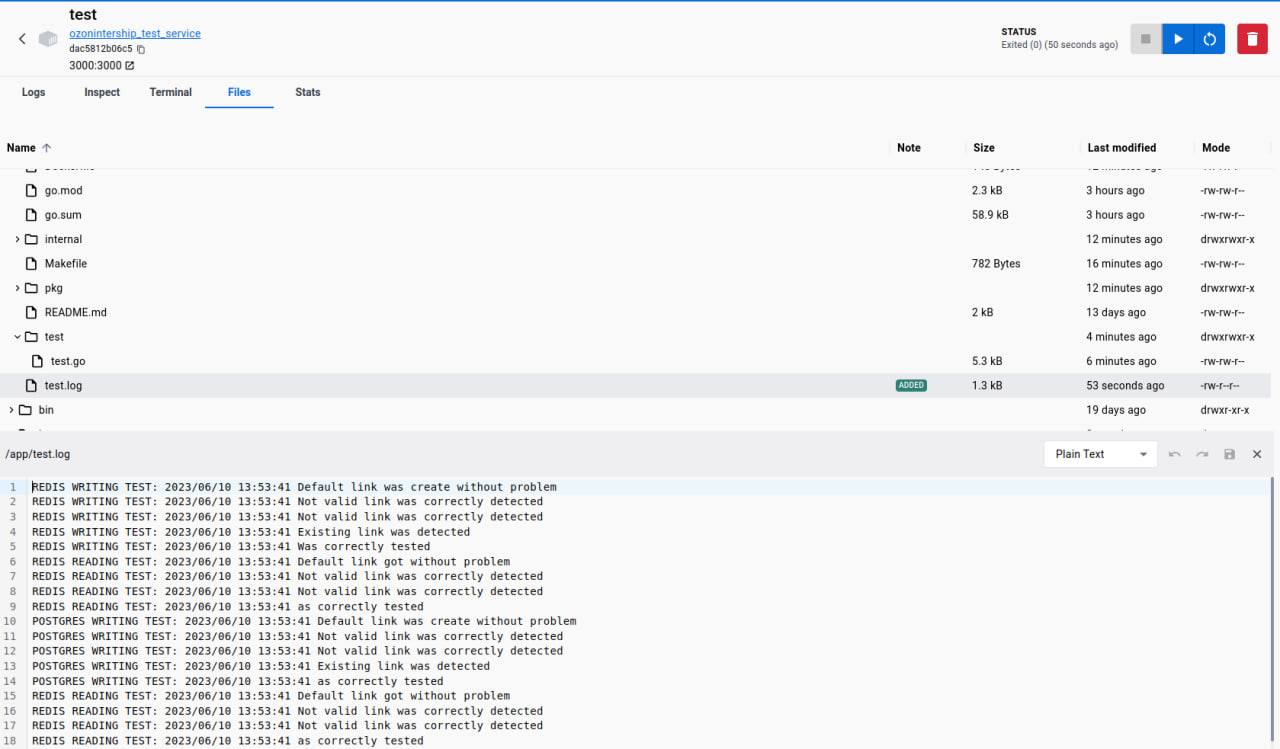 test
ozonintership_test_service
dac5812b06c5
3000:3000
STATUS
Exited (0) (50 seconds ago)
Logs Inspect Terminal Files Stats
Name Note Size Last modified Mode
go.mod 2.3 kB 3 hours ago -rw-rw-r--
go.sum 58.9 kB 3 hours ago -rw-rw-r--
internal 12 minutes ago drwxrwxr-x
Makefile 782 Bytes 16 minutes ago -rw-rw-r--
pkg 12 minutes ago drwxrwxr-x
README.md 2 kB 13 days ago -rw-rw-r--
test 4 minutes ago drwxrwxr-x
test.go 5.3 kB 6 minutes ago -rw-rw-r--
test.log ADDED 1.3 kB 53 seconds ago -rw-r--r--
bin 19 days ago drwxr-xr-x
/app/test.log Plain Text
1 REDIS WRITING TEST: 2023/06/10 13:53:41 Default link was create without problem
2 REDIS WRITING TEST: 2023/06/10 13:53:41 Not valid link was correctly detected
3 REDIS WRITING TEST: 2023/06/10 13:53:41 Not valid link was correctly detected
4 REDIS WRITING TEST: 2023/06/10 13:53:41 Existing link was detected
5 REDIS WRITING TEST: 2023/06/10 13:53:41 Was correctly tested
6 REDIS READING TEST: 2023/06/10 13:53:41 Default link got without problem
7 REDIS READING TEST: 2023/06/10 13:53:41 Not valid link was correctly detected
8 REDIS READING TEST: 2023/06/10 13:53:41 Not valid link was correctly detected
9 REDIS READING TEST: 2023/06/10 13:53:41 as correctly tested
10 POSTGRES WRITING TEST: 2023/06/10 13:53:41 Default link was create without problem
11 POSTGRES WRITING TEST: 2023/06/10 13:53:41 Not valid link was correctly detected
12 POSTGRES WRITING TEST: 2023/06/10 13:53:41 Not valid link was correctly detected
13 POSTGRES WRITING TEST: 2023/06/10 13:53:41 Existing link was detected
14 POSTGRES WRITING TEST: 2023/06/10 13:53:41 as correctly tested
15 REDIS READING TEST: 2023/06/10 13:53:41 Default link got without problem
16 REDIS READING TEST: 2023/06/10 13:53:41 Not valid link was correctly detected
17 REDIS READING TEST: 2023/06/10 13:53:41 Not valid link was correctly detected
18 REDIS READING TEST: 2023/06/10 13:53:41 as correctly tested